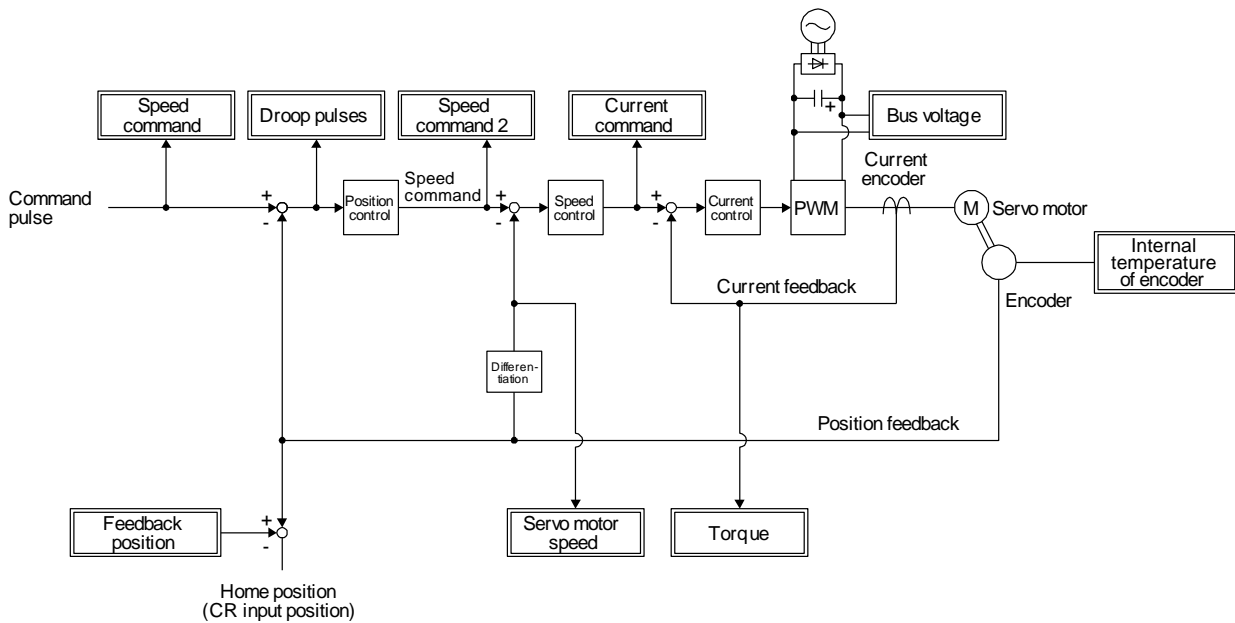 Speed
command
Droop pulses
Speed
command 2
Current
command
Bus voltage
+
Current
encoder
Command
pulse
+
-
Position
control
Speed
command
+
-
Speed
control
+
-
Current
control
PWM
M
Servo motor
Internal
temperature
of encoder
Encoder
Current feedback
Differen-
tiation
Position feedback
Feedback
position
+
-
Servo motor
speed
Torque
Home position
(CR input position)